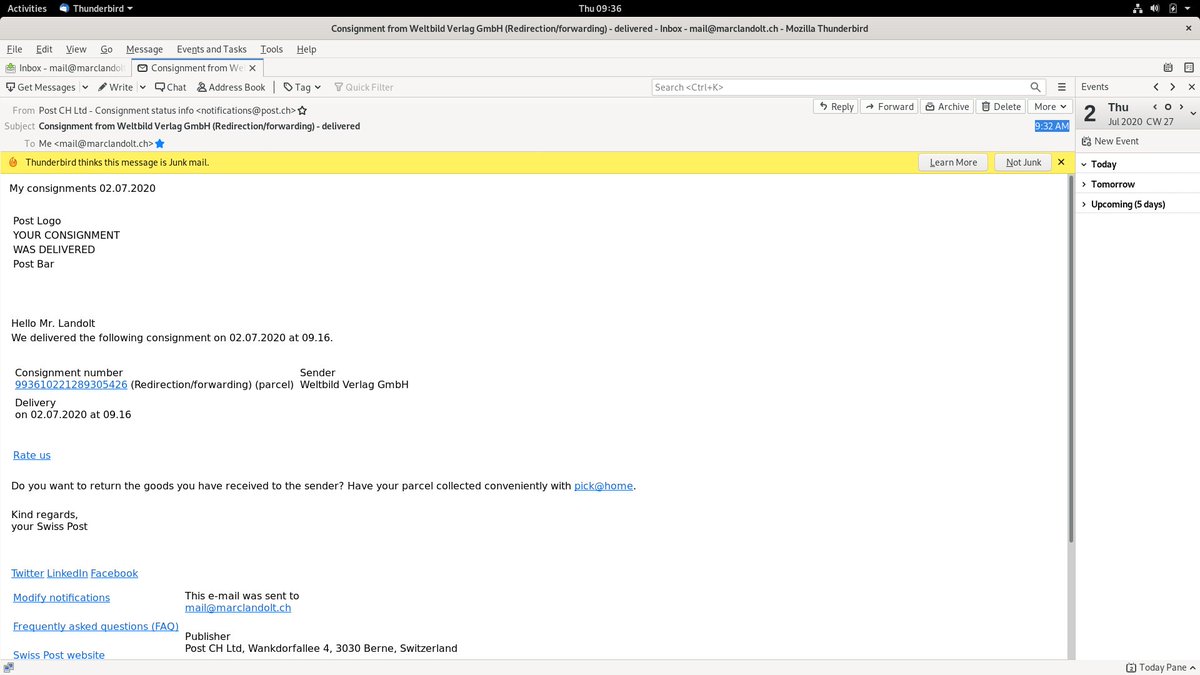 Activities Thunderbird Thu 09:36
Consignment from Weltbild Verlag GmbH (Redirection/forwarding) - delivered - Inbox - mail@marclandolt.ch - Mozilla Thunderbird
File Edit View Go Message Events and Tasks Tools Help
Inbox - mail@marclandol Consignment from We
Get Messages Write Chat Address Book Tag Quick Filter Search <Ctrl+K> Events
From Post CH Ltd - Consignment status info <notifications@post.ch> Reply Forward Archive Delete More
Subject Consignment from Weltbild Verlag GmbH (Redirection/forwarding) - delivered 9:32 AM
To Me <mail@marclandolt.ch>
2 Thu
Jul 2020 CW 27
New Event
Today
Tomorrow
Upcoming (5 days)
Thunderbird thinks this message is Junk mail. Learn More Not Junk
My consignments 02.07.2020
Post Logo
YOUR CONSIGNMENT
WAS DELIVERED
Post Bar
Hello Mr. Landolt
We delivered the following consignment on 02.07.2020 at 09.16.
Consignment number Sender
993610221289305426 (Redirection/forwarding) (parcel) Weltbild Verlag GmbH
Delivery
on 02.07.2020 at 09.16
Rate us
Do you want to return the goods you have received to the sender? Have your parcel collected conveniently with pick@home.
Kind regards,
your Swiss Post
Twitter LinkedIn Facebook
Modify notifications
This e-mail was sent to
mail@marclandolt.ch
Frequently asked questions (FAQ)
Publisher
Post CH Ltd, Wankdorfallee 4, 3030 Berne, Switzerland
Swiss Post website
Today Pane